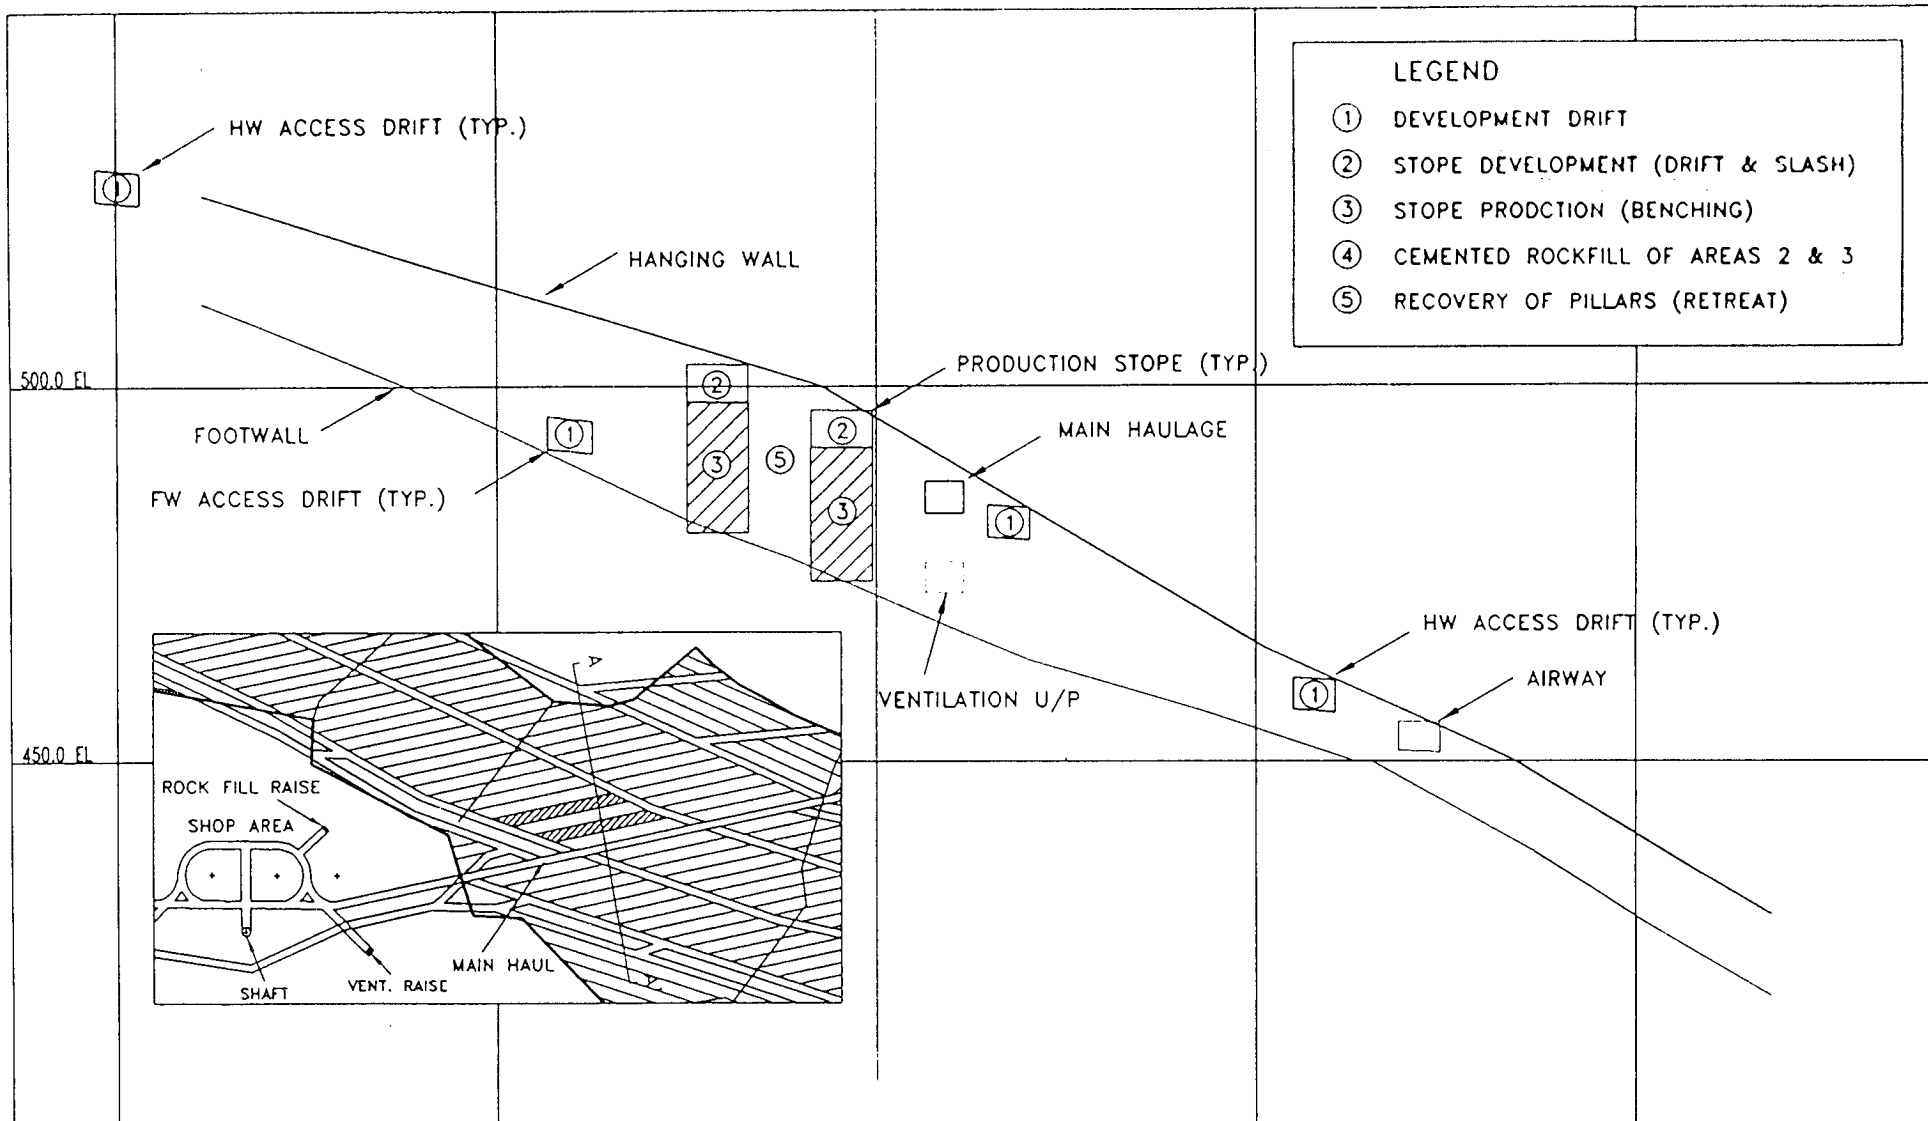 LEGEND
① DEVELOPMENT DRIFT
② STOPE DEVELOPMENT (DRIFT & SLASH)
③ STOPE PRODCTION (BENCHING)
④ CEMENTED ROCKFILL OF AREAS 2 & 3
⑤ RECOVERY OF PILLARS (RETREAT)
HW ACCESS DRIFT (TYP.)
①
HANGING WALL
PRODUCTION STOPE (TYP.)
500.0 EL
②
②
FOOTWALL
①
MAIN HAULAGE
③
⑤
FW ACCESS DRIFT (TYP.)
③
①
HW ACCESS DRIFT (TYP.)
VENTILATION U/P
①
AIRWAY
450.0 EL
A
ROCK FILL RAISE
SHOP AREA
MAIN HAUL
SHAFT
VENT. RAISE